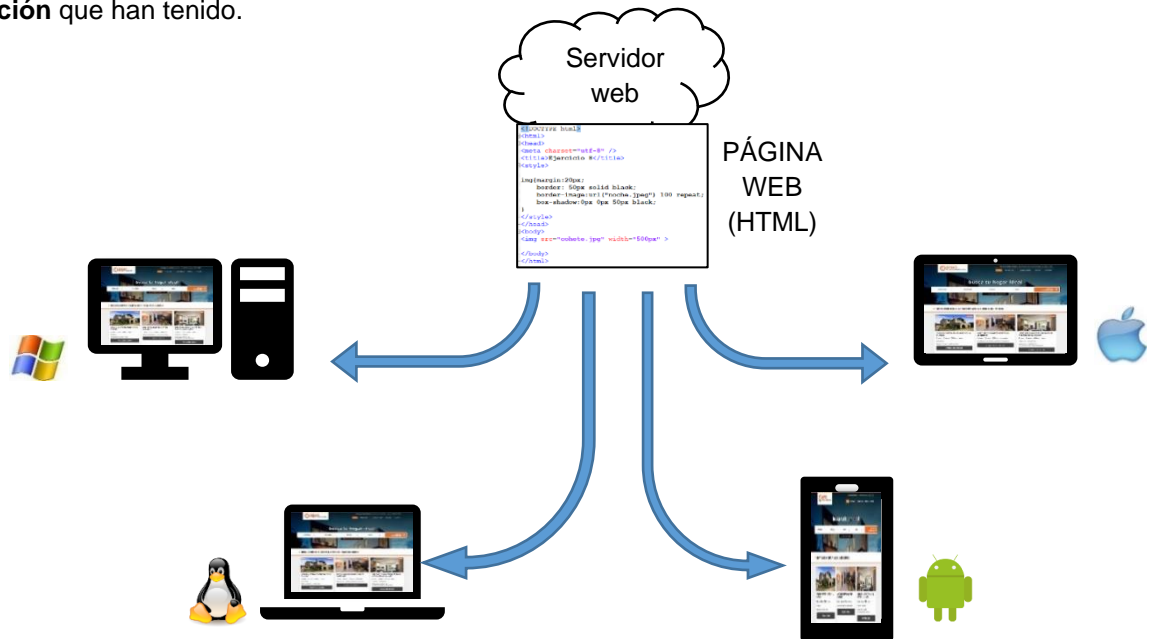 ción que han tenido.
Servidor
web
<!DOCTYPE html>
<html>
<head>
<meta charset="utf-8" />
<title>Ejercicio 8</title>
<style>
img{margin:20px;
border: 50px solid black;
border-image:url("noche.jpeg") 100 repeat;
box-shadow:0px 0px 50px black;
}
</style>
</head>
<body>
<img src="cohete.jpg" width="500px" >
</body>
</html>
PÁGINA
WEB
(HTML)